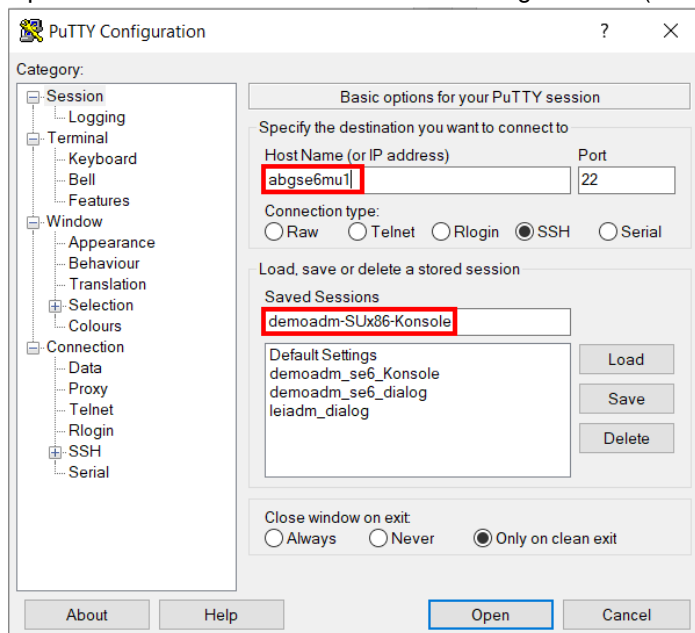 PuTTY Configuration
?
Category:
Session
Logging
Terminal
Keyboard
Bell
Features
Window
Appearance
Behaviour
Translation
Selection
Colours
Connection
Data
Proxy
Telnet
Rlogin
SSH
Serial
Basic options for your PuTTY session
Specify the destination you want to connect to
Host Name (or IP address) Port
abgse6mu1 22
Connection type:
Raw Telnet Rlogin SSH Serial
Load, save or delete a stored session
Saved Sessions
demoadm-SUx86-Konsole
Default Settings
demoadm_se6_Konsole
demoadm_se6_dialog
leiadm_dialog
Load
Save
Delete
Close window on exit:
Always Never Only on clean exit
About Help Open Cancel